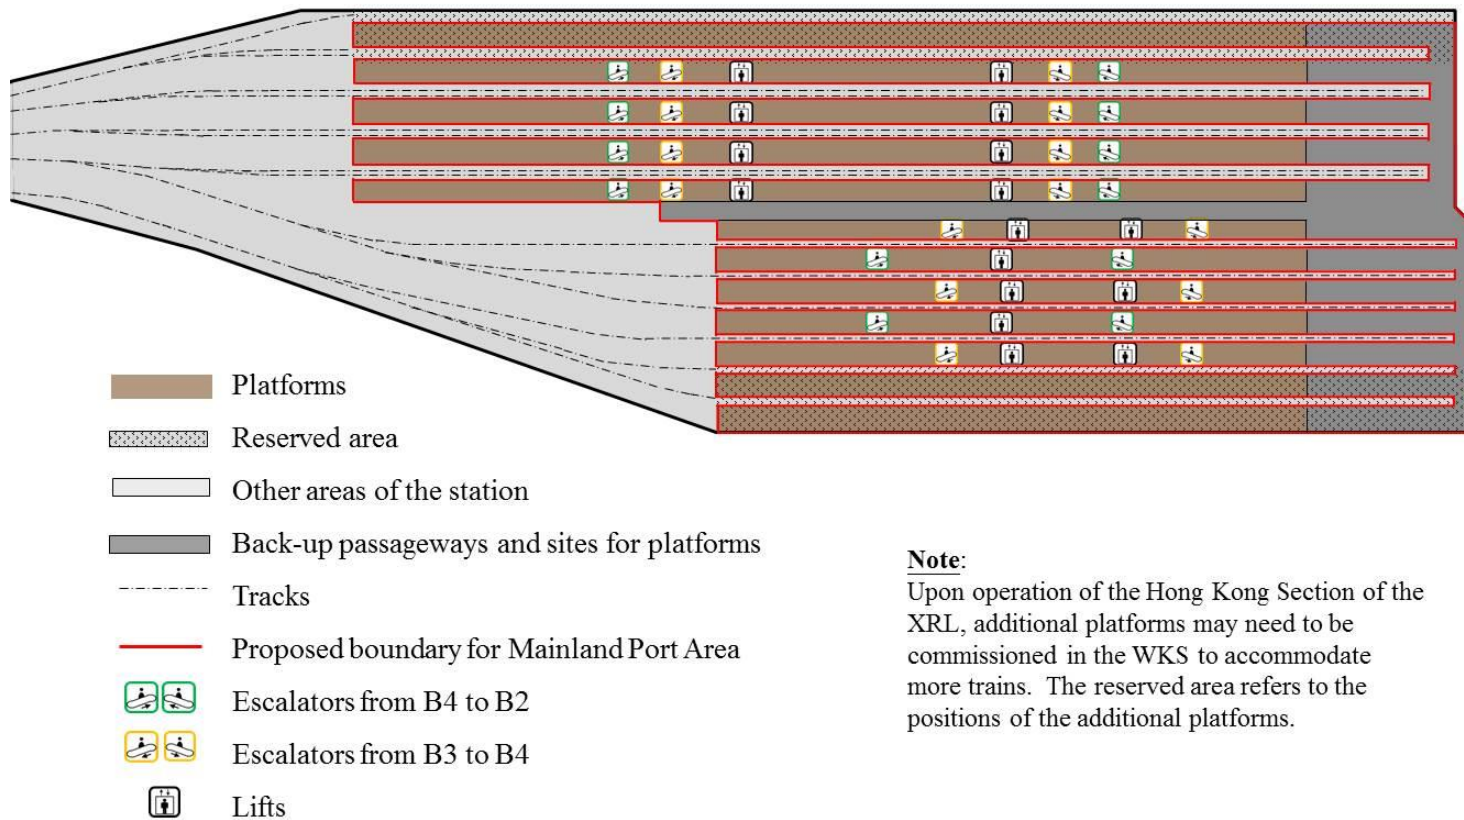 Platforms
Reserved area
Other areas of the station
Back-up passageways and sites for platforms
Tracks
Proposed boundary for Mainland Port Area
Escalators from B4 to B2
Escalators from B3 to B4
Lifts
Note:
Upon operation of the Hong Kong Section of the
XRL, additional platforms may need to be
commissioned in the WKS to accommodate
more trains. The reserved area refers to the
positions of the additional platforms.